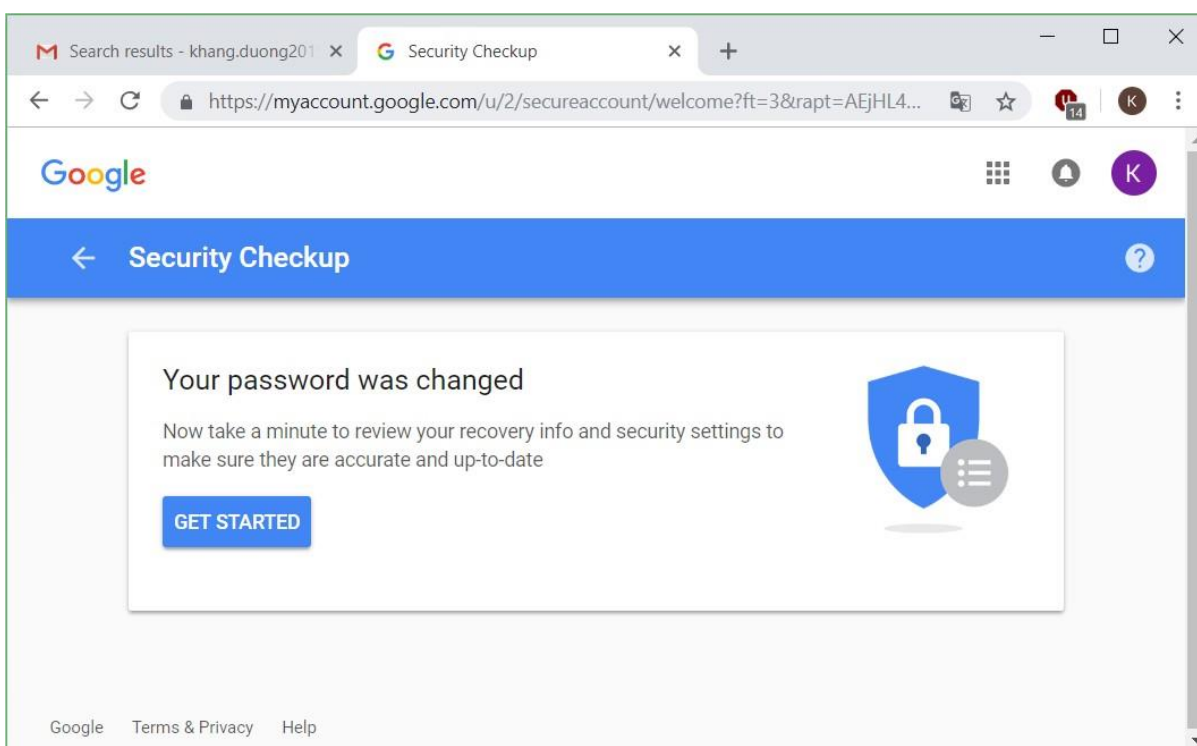 Search results - khang.duong201
Security Checkup
https://myaccount.google.com/u/2/secureaccount/welcome?ft=3&rapt=AEjHL4...
14
K
Google
K
Security Checkup
?
Your password was changed
Now take a minute to review your recovery info and security settings to
make sure they are accurate and up-to-date
GET STARTED
Google Terms & Privacy Help